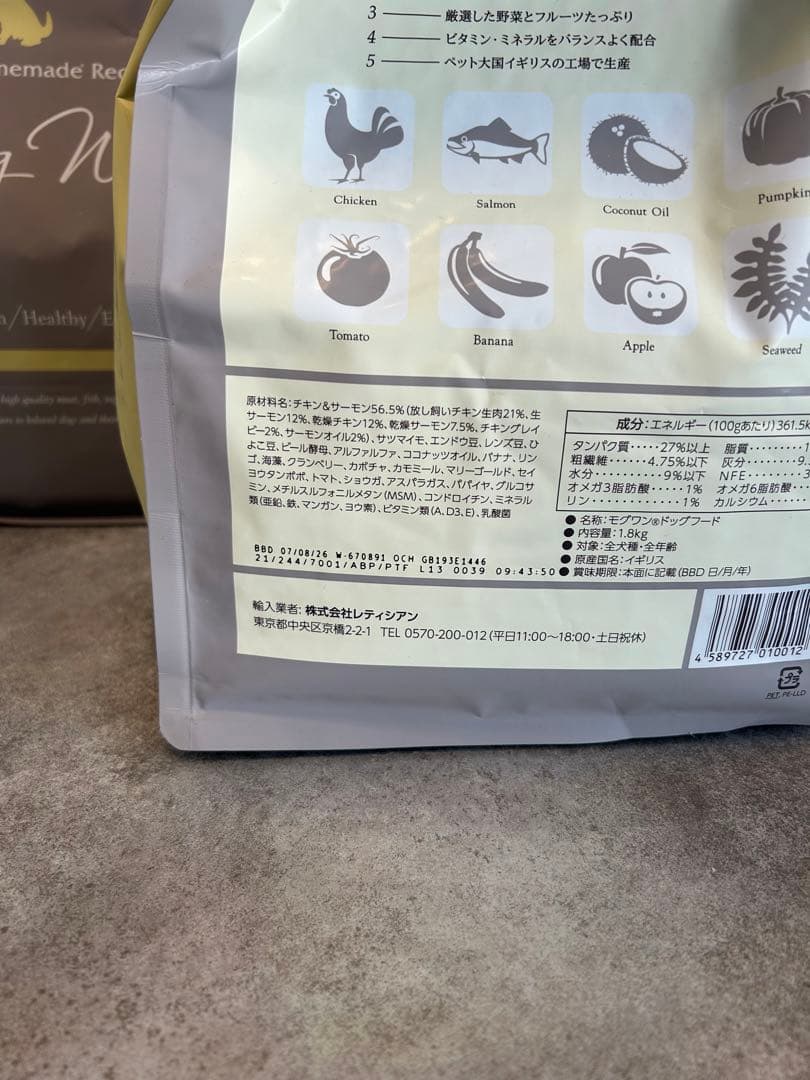 3 ——— 厳選した野菜とフルーツたっぷり
4 ——— ビタミン・ミネラルをバランスよく配合
5 ——— ペット大国イギリスの工場で生産
Chicken
Salmon
Coconut Oil
Pumpkin
Tomato
Banana
Apple
Seaweed
原材料名：チキン&サーモン56.5%（放し飼いチキン生肉21%、生
サーモン12%、乾燥チキン12%、乾燥サーモン7.5%、チキングレイ
ビー2%、サーモンオイル2%）、サツマイモ、エンドウ豆、レンズ豆、ひ
よこ豆、ビール酵母、アルファルファ、ココナッツオイル、バナナ、リン
ゴ、海藻、クランベリー、カボチャ、カモミール、マリーゴールド、セイ
ヨウタンポポ、トマト、ショウガ、アスパラガス、パパイヤ、グルコサ
ミン、メチルスルフォニルメタン（MSM）、コンドロイチン、ミネラル
類（亜鉛、鉄、マンガン、ヨウ素）、ビタミン類（A、D3、E）、乳酸菌
BBD 07/08/26 W-670891 OCH GB193E1446
21/244/7001/ABP/PTF L13 0039 09:43:50
成分：エネルギー（100gあたり）361.5k
タンパク質・・・・・27%以上 脂質・・・・・・・・1
粗繊維・・・・・・4.75%以下 灰分・・・・・・・・9.
水分・・・・・・・・・・9%以下 NFE・・・・・・・・3
オメガ3脂肪酸・・・・・1% オメガ6脂肪酸・・・
リン・・・・・・・・・・・・1% カルシウム・・・・・
●名称：モグワン®ドッグフード
●内容量：1.8kg
●対象：全犬種・全年齢
●原産国名：イギリス
●賞味期限：本面に記載（BBD 日/月/年）
輸入業者：株式会社レティシアン
東京都中央区京橋2-2-1 TEL 0570-200-012（平日11:00〜18:00・土日祝休）
4 589727 010012
プラ
PET, PE-LLD
emade Rec
g W
/Healthy/E
high quality meat, fish,